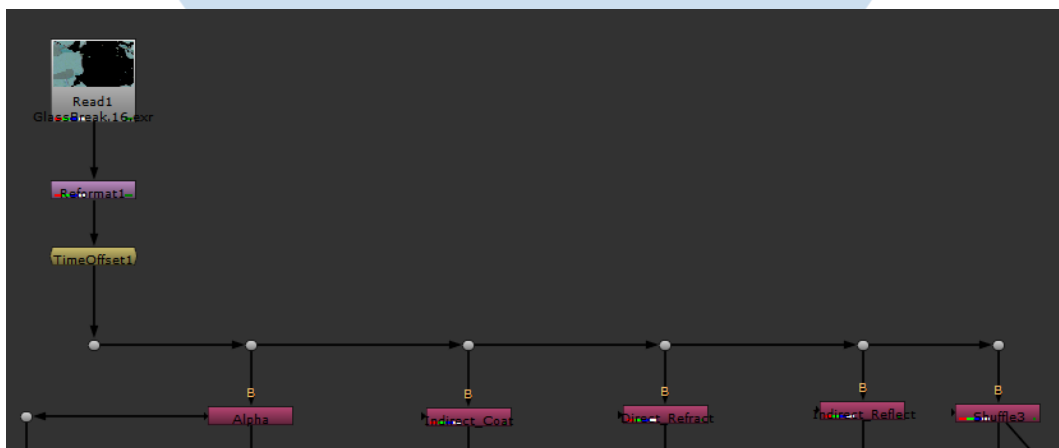 Read1
GlassBreak.16.exr
Reformat1
TimeOffset1
B B B B B
Alpha Indirect_Coat Direct_Refract Indirect_Reflect Shuffle3